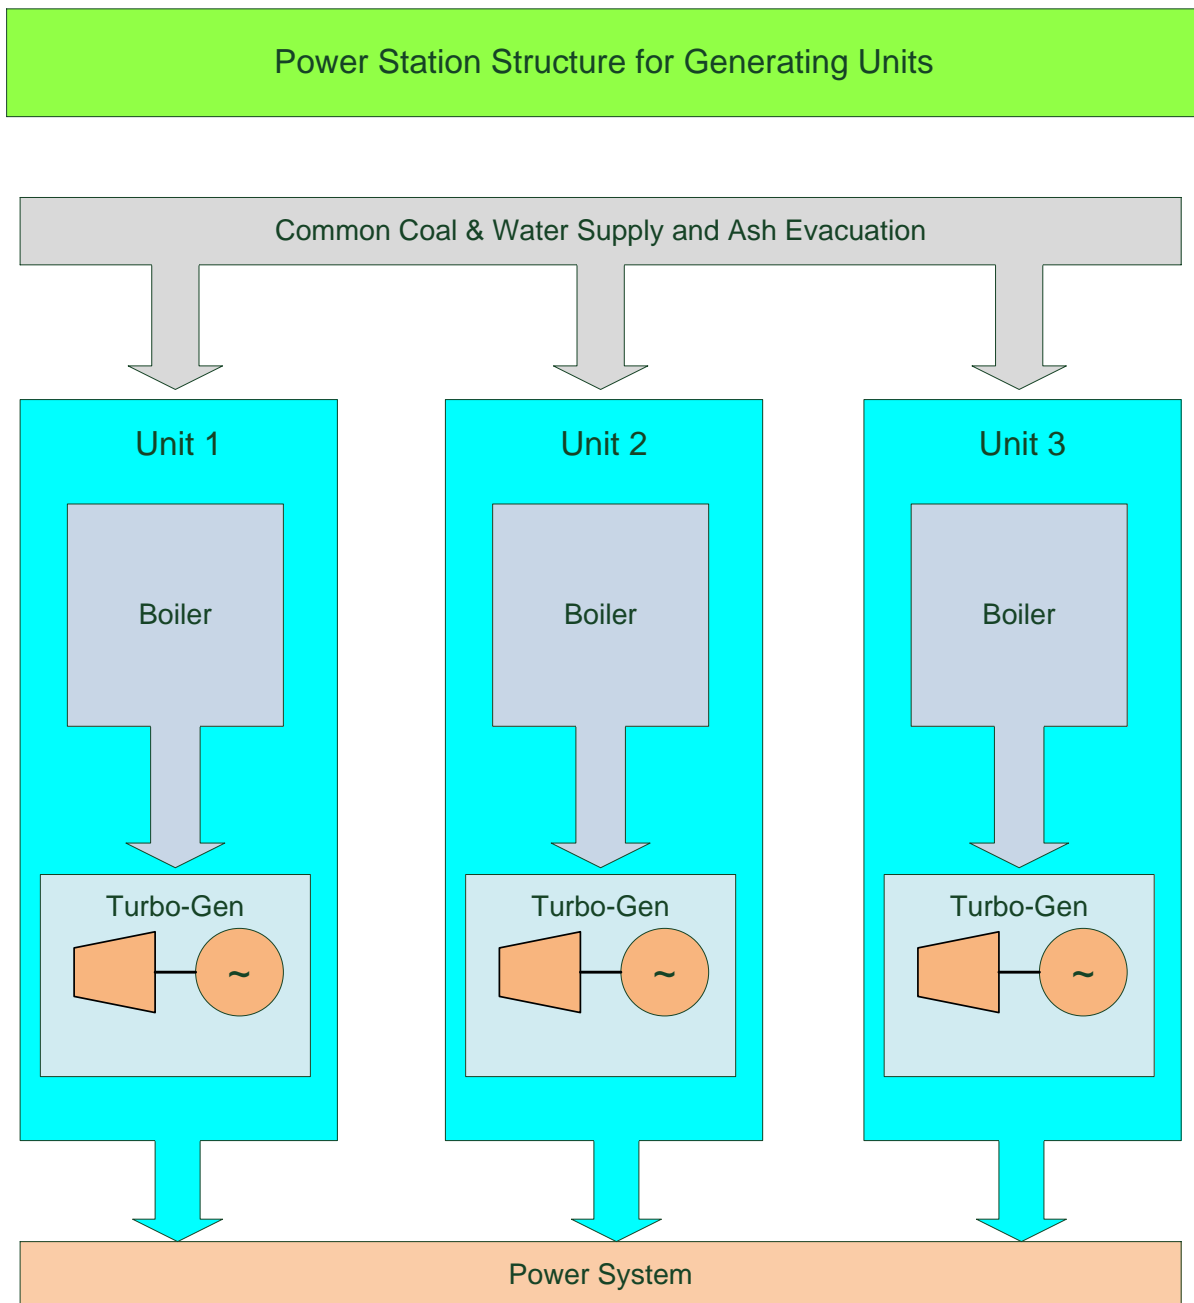 Power Station Structure for Generating Units
Common Coal & Water Supply and Ash Evacuation
Unit 1
Unit 2
Unit 3
Boiler
Boiler
Boiler
Turbo-Gen
Turbo-Gen
Turbo-Gen
~
~
~
Power System